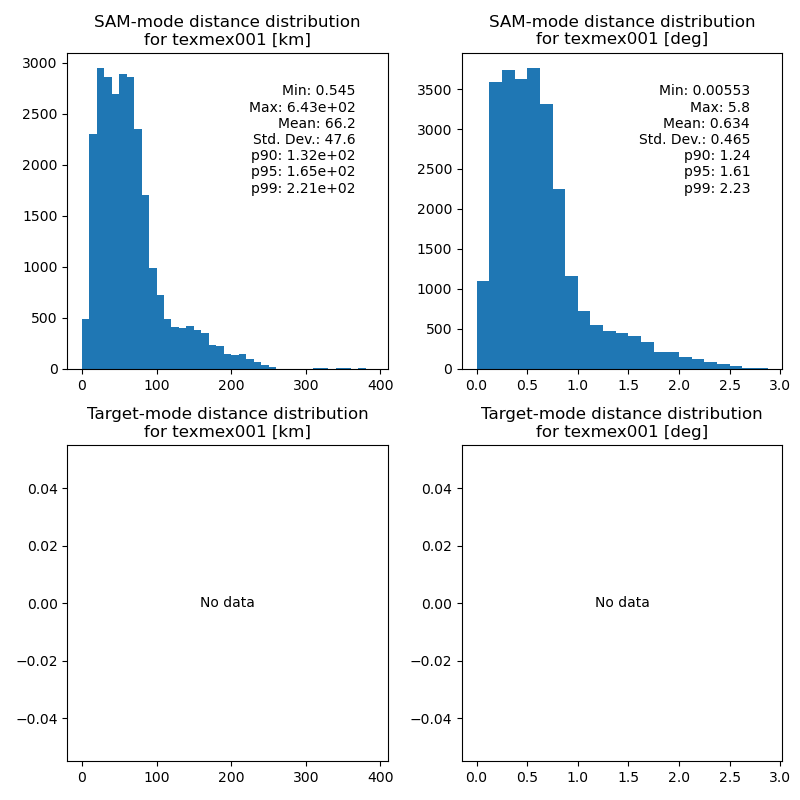 SAM-mode distance distribution
for texmex001 [km]
3000
2500
2000
1500
1000
500
0
0 100 200 300 400
Min: 0.545
Max: 6.43e+02
Mean: 66.2
Std. Dev.: 47.6
p90: 1.32e+02
p95: 1.65e+02
p99: 2.21e+02
SAM-mode distance distribution
for texmex001 [deg]
3500
3000
2500
2000
1500
1000
500
0
0.0 0.5 1.0 1.5 2.0 2.5 3.0
Min: 0.00553
Max: 5.8
Mean: 0.634
Std. Dev.: 0.465
p90: 1.24
p95: 1.61
p99: 2.23
Target-mode distance distribution
for texmex001 [km]
0.04
0.02
0.00
−0.02
−0.04
No data
0 100 200 300 400
Target-mode distance distribution
for texmex001 [deg]
0.04
0.02
0.00
−0.02
−0.04
No data
0.0 0.5 1.0 1.5 2.0 2.5 3.0